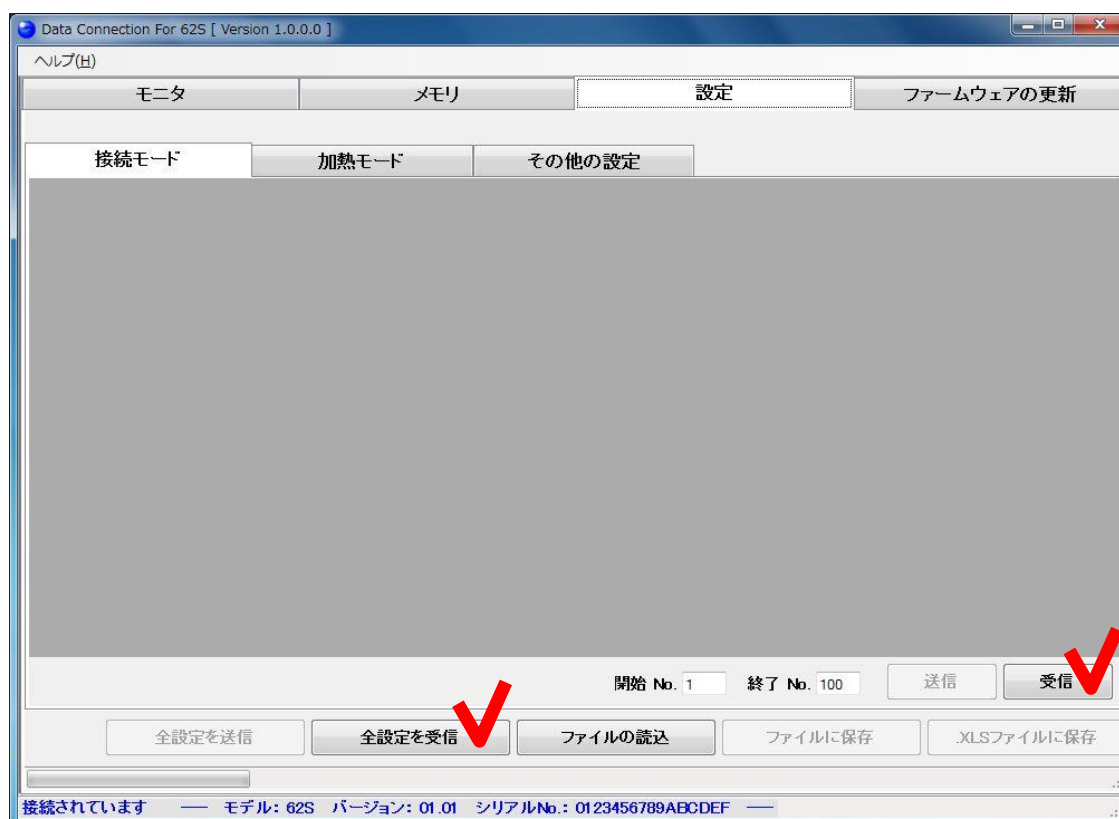 Data Connection For 62S [ Version 1.0.0.0 ]
ヘルプ(H)
モニタ メモリ 設定 ファームウェアの更新
接続モード 加熱モード その他の設定
開始 No. 1 終了 No. 100 送信 受信
全設定を送信 全設定を受信 ファイルの読込 ファイルに保存 .XLSファイルに保存
接続されています ── モデル: 62S バージョン: 01.01 シリアルNo.: 0123456789ABCDEF ──